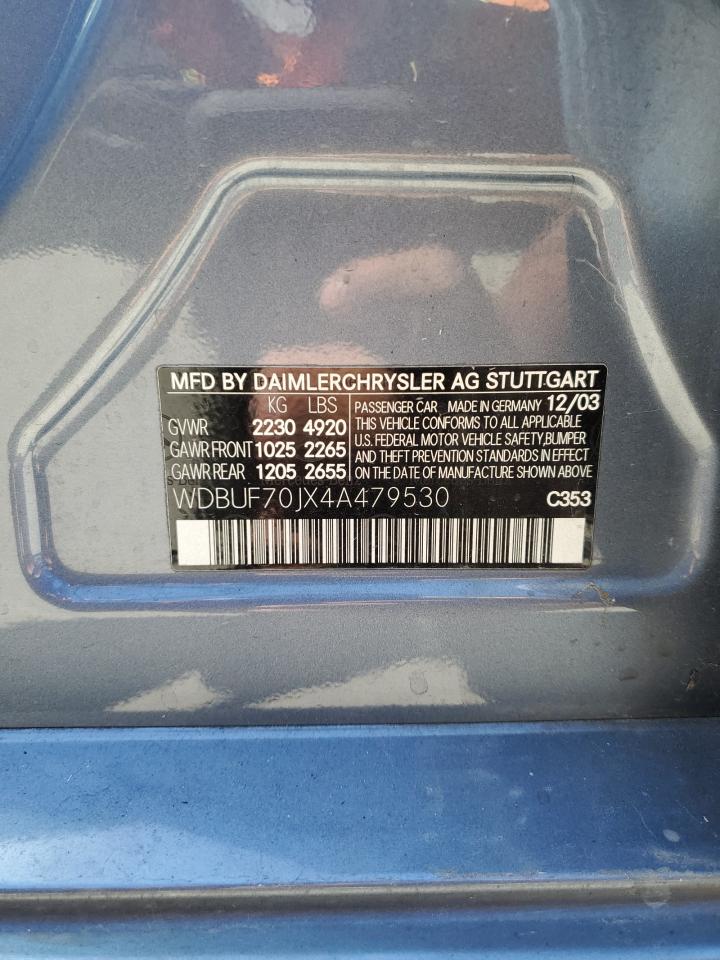 MFD BY DAIMLERCHRYSLER AG STUTTGART
KG LBS
GVWR 2230 4920
GAWR FRONT 1025 2265
GAWR REAR 1205 2655
PASSENGER CAR MADE IN GERMANY 12/03
THIS VEHICLE CONFORMS TO ALL APPLICABLE
U.S. FEDERAL MOTOR VEHICLE SAFETY, BUMPER
AND THEFT PREVENTION STANDARDS IN EFFECT
ON THE DATE OF MANUFACTURE SHOWN ABOVE
WDBUF70JX4A479530 C353